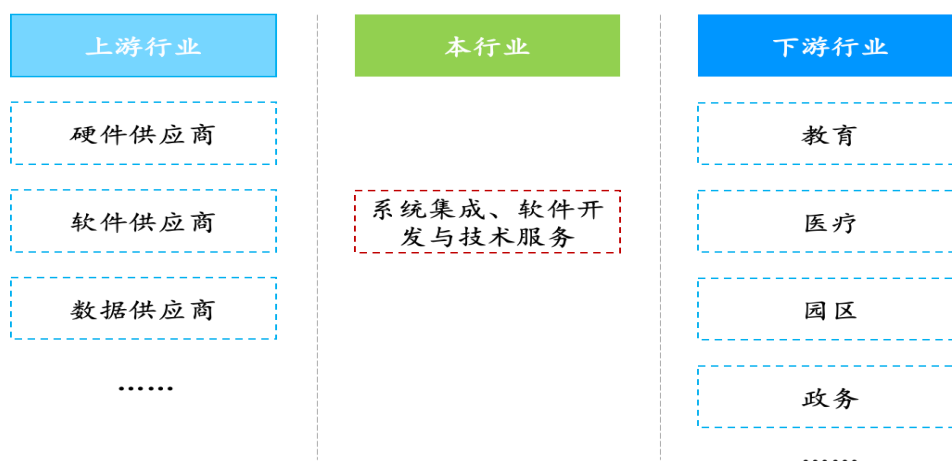 上游行业
硬件供应商
软件供应商
数据供应商
……
本行业
系统集成、软件开
发与技术服务
下游行业
教育
医疗
园区
政务
……